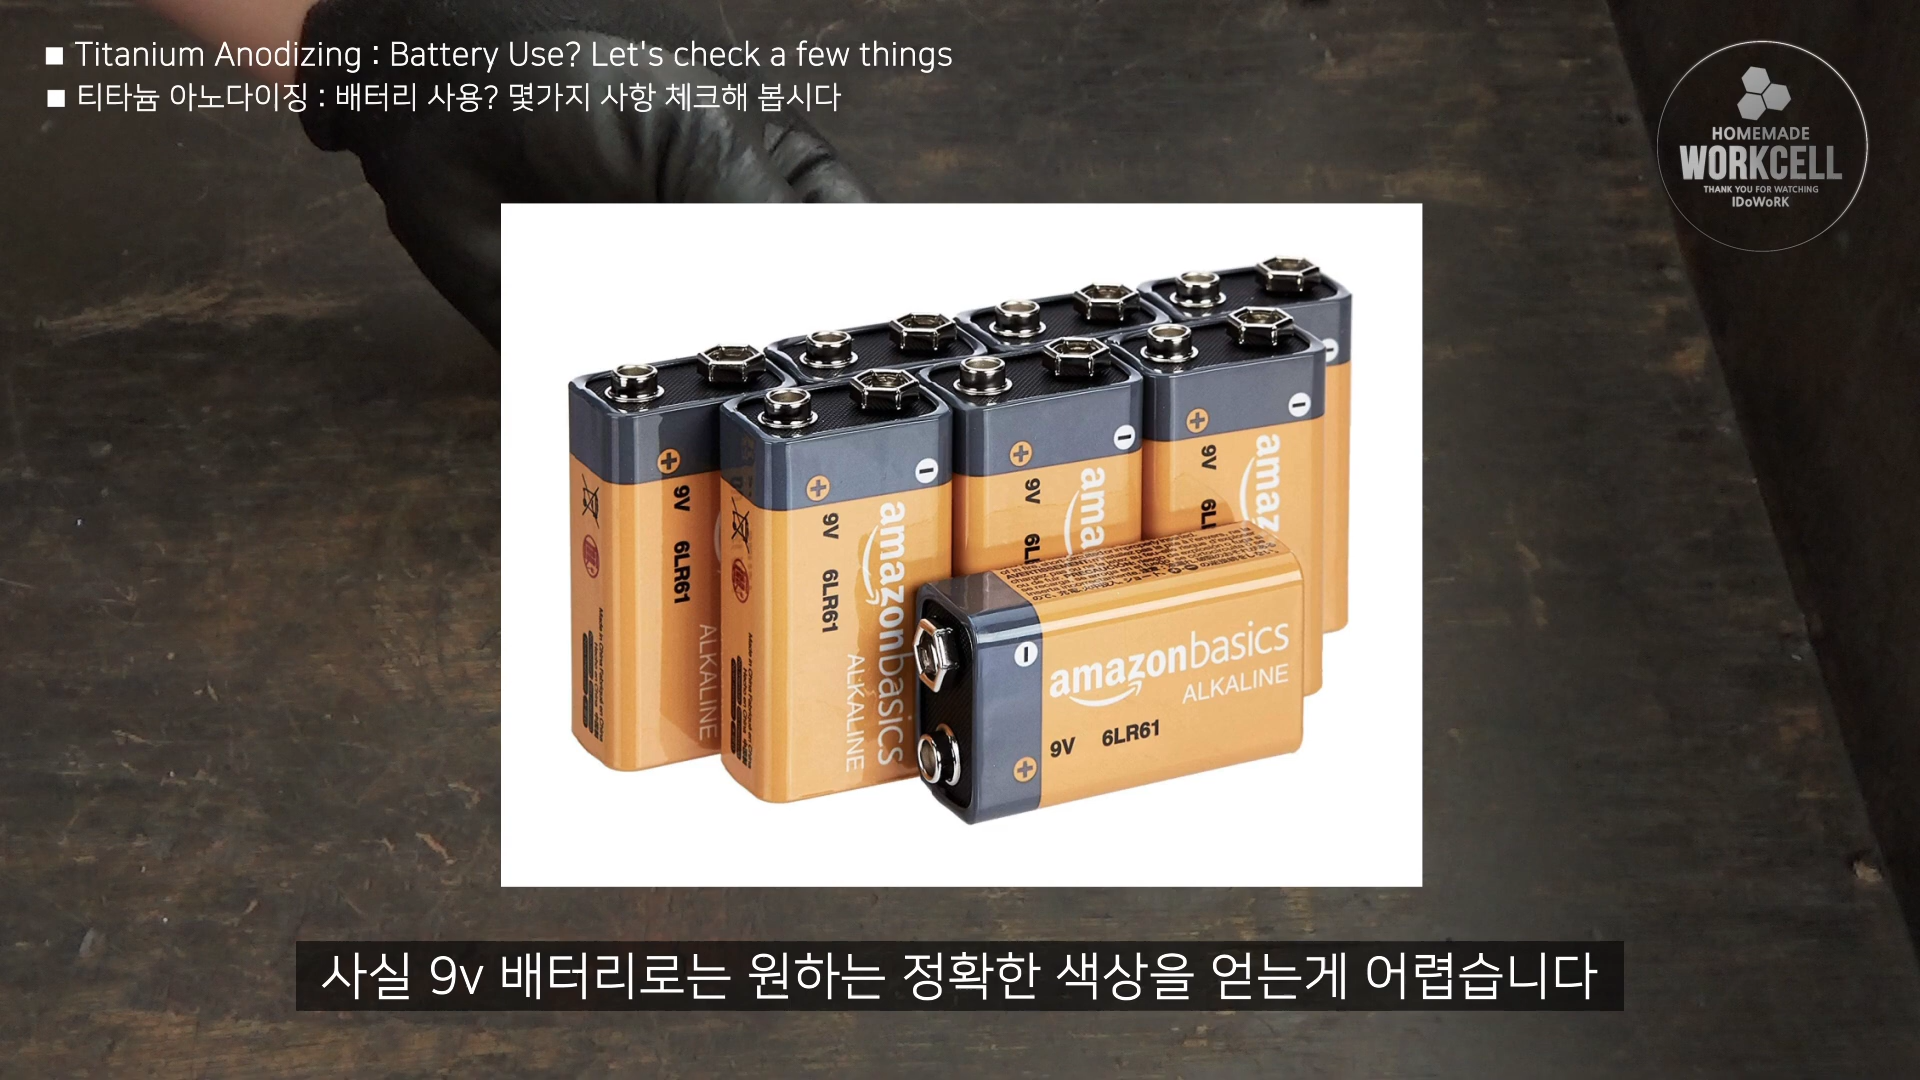 ■ Titanium Anodizing : Battery Use? Let's check a few things
■ 티타늄 아노다이징 : 배터리 사용? 몇가지 사항 체크해 봅시다
HOMEMADE
WORKCELL
THANK YOU FOR WATCHING
IDoWoRK
9V 6LR61
ALKALINE
9V 6LR61
amazonbasics
ALKALINE
9V 6L
ama
9V 6L
amaz
amazonbasics
ALKALINE
9V 6LR61
사실 9v 배터리로는 원하는 정확한 색상을 얻는게 어렵습니다